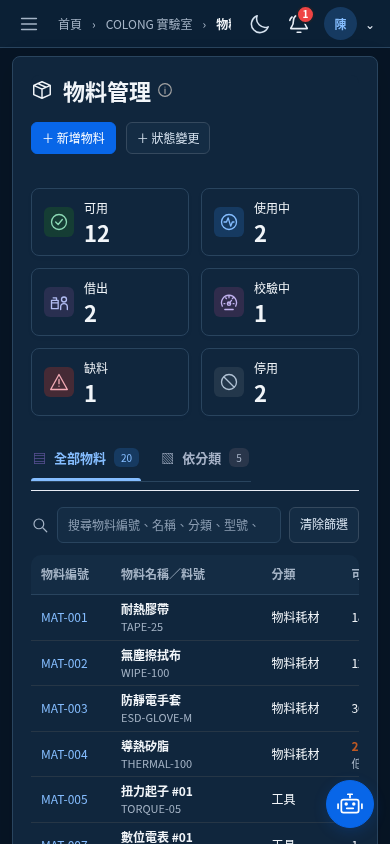 首頁 › COLONG 實驗室 ›
1
陳
物料管理
＋ 新增物料
＋ 狀態變更
可用
12
使用中
2
借出
2
校驗中
1
缺料
1
停用
2
全部物料 20
依分類 5
搜尋物料編號、名稱、分類、型號、
清除篩選
物料編號 物料名稱／料號 分類
MAT-001 耐熱膠帶 物料耗材
TAPE-25
MAT-002 無塵擦拭布 物料耗材
WIPE-100
MAT-003 防靜電手套 物料耗材
ESD-GLOVE-M
MAT-004 導熱矽脂 物料耗材
THERMAL-100
MAT-005 扭力起子 #01 工具
TORQUE-05
數位電表 #01